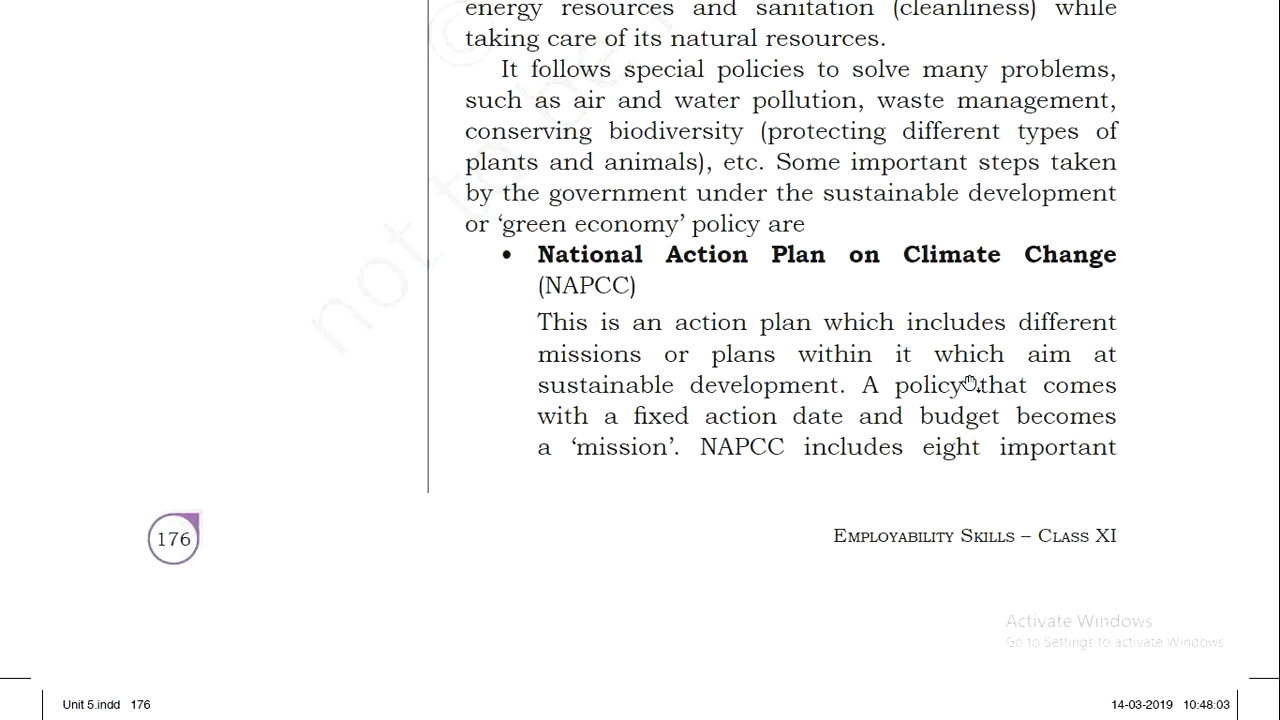 energy resources and sanitation (cleanliness) while
taking care of its natural resources.
It follows special policies to solve many problems,
such as air and water pollution, waste management,
conserving biodiversity (protecting different types of
plants and animals), etc. Some important steps taken
by the government under the sustainable development
or ‘green economy’ policy are
• National Action Plan on Climate Change
(NAPCC)
This is an action plan which includes different
missions or plans within it which aim at
sustainable development. A policy that comes
with a fixed action date and budget becomes
a ‘mission’. NAPCC includes eight important
176
Employability Skills – Class XI
Activate Windows
Go to Settings to activate Windows
Unit 5.indd 176
14-03-2019 10:48:03
© not to be